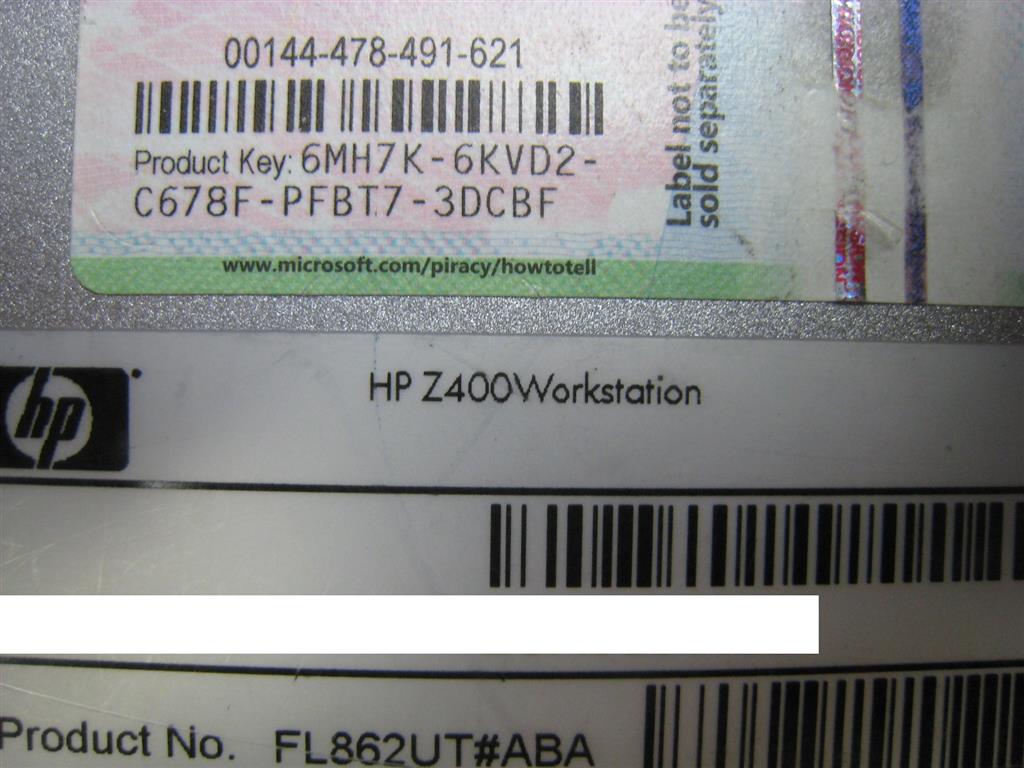 00144-478-491-621
Product Key: 6MH7K-6KVD2-
C678F-PFBT7-3DCBF
www.microsoft.com/piracy/howtotell
Label not to be
sold separately
hp
HP Z400Workstation
Product No. FL862UT#ABA